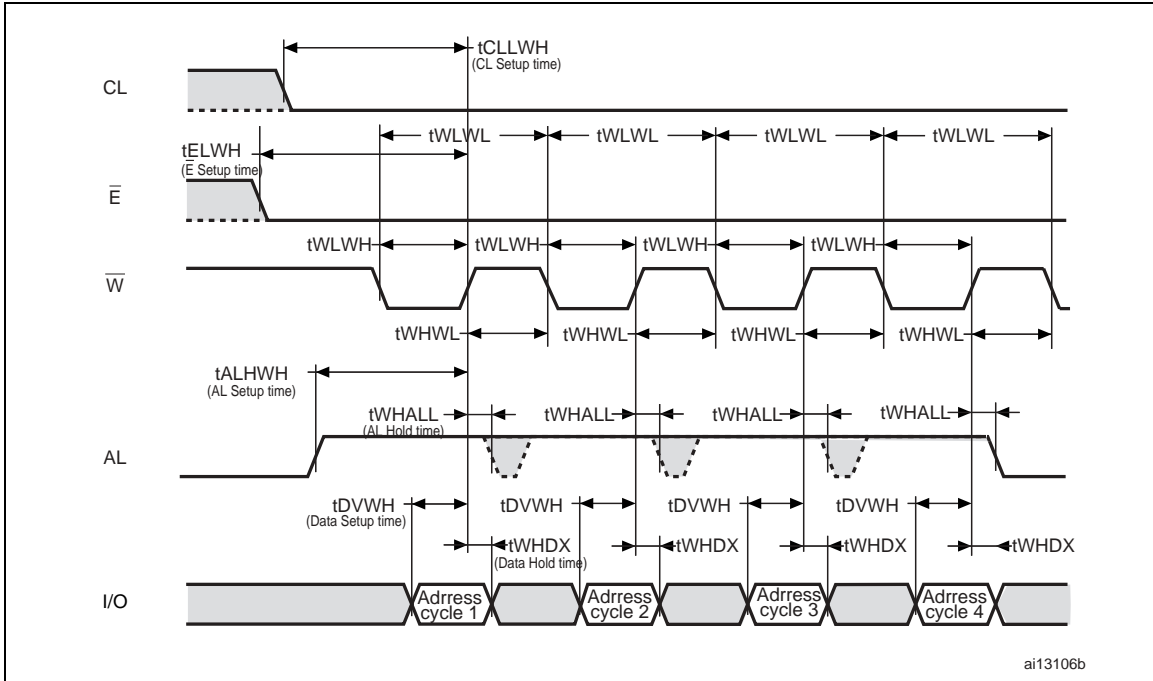 tCLLWH
(CL Setup time)
CL
tWLWL tWLWL tWLWL tWLWL
tELWH
(E̅ Setup time)
E̅
tWLWH tWLWH tWLWH tWLWH
W̅
tWHWL tWHWL tWHWL tWHWL
tALHWH
(AL Setup time)
tWHALL tWHALL tWHALL tWHALL
(AL Hold time)
AL
tDVWH tDVWH tDVWH tDVWH
(Data Setup time)
tWHDX tWHDX tWHDX tWHDX
(Data Hold time)
I/O
Adrress Adrress Adrress Adrress
cycle 1 cycle 2 cycle 3 cycle 4
ai13106b